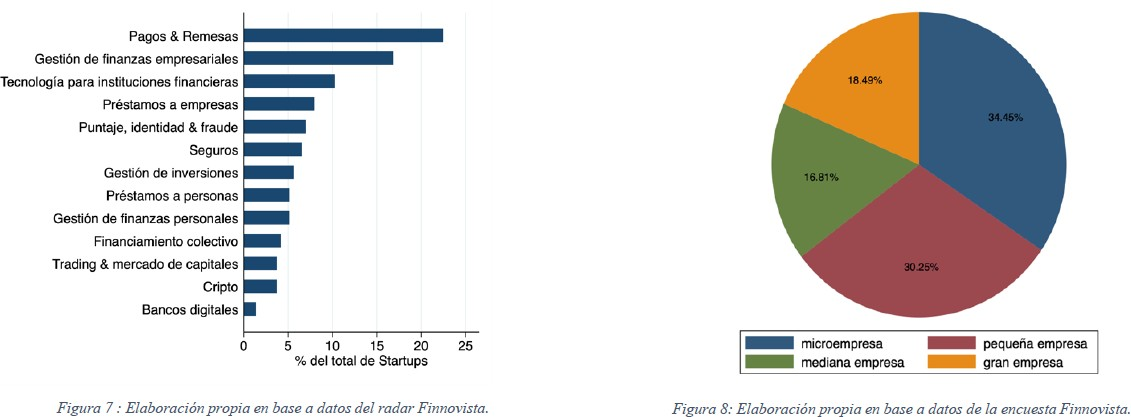 Pagos & Remesas
Gestión de finanzas empresariales
Tecnología para instituciones financieras
Préstamos a empresas
Puntaje, identidad & fraude
Seguros
Gestión de inversiones
Préstamos a personas
Gestión de finanzas personales
Financiamiento colectivo
Trading & mercado de capitales
Cripto
Bancos digitales
0 5 10 15 20 25
% del total de Startups
Figura 7 : Elaboración propia en base a datos del radar Finnovista.
18.49%
34.45%
16.81%
30.25%
microempresa
pequeña empresa
mediana empresa
gran empresa
Figura 8: Elaboración propia en base a datos de la encuesta Finnovista.